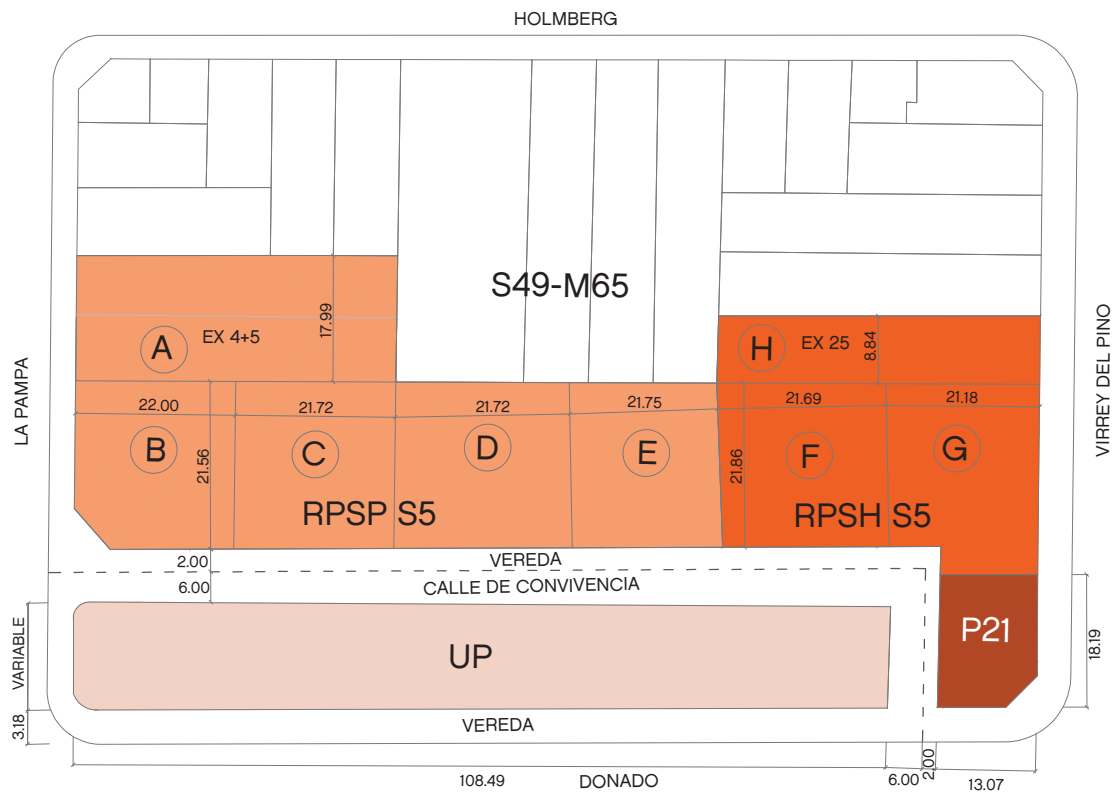 HOLMBERG
S49-M65
17.99
A
EX 4+5
H
EX 25
8.84
LA PAMPA
VIRREY DEL PINO
22.00
21.72
21.72
21.75
21.69
21.18
B
C
D
E
F
G
21.56
21.86
RPSP S5
RPSH S5
2.00
VEREDA
6.00
CALLE DE CONVIVENCIA
VARIABLE
UP
P21
18.19
3.18
VEREDA
108.49
DONADO
6.00
2.00
13.07